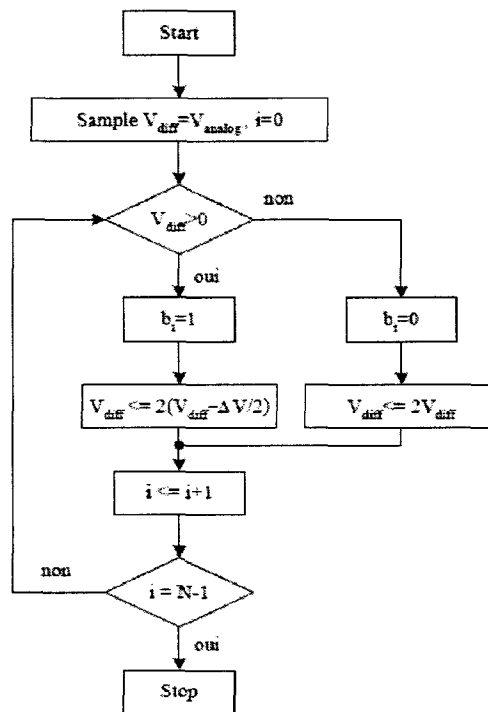 Start
Sample V_diff=V_analog, i=0
V_diff>0
non
oui
b_i=1
b_i=0
V_diff <= 2(V_diff−ΔV/2)
V_diff <= 2V_diff
i <= i+1
non
i = N-1
oui
Stop